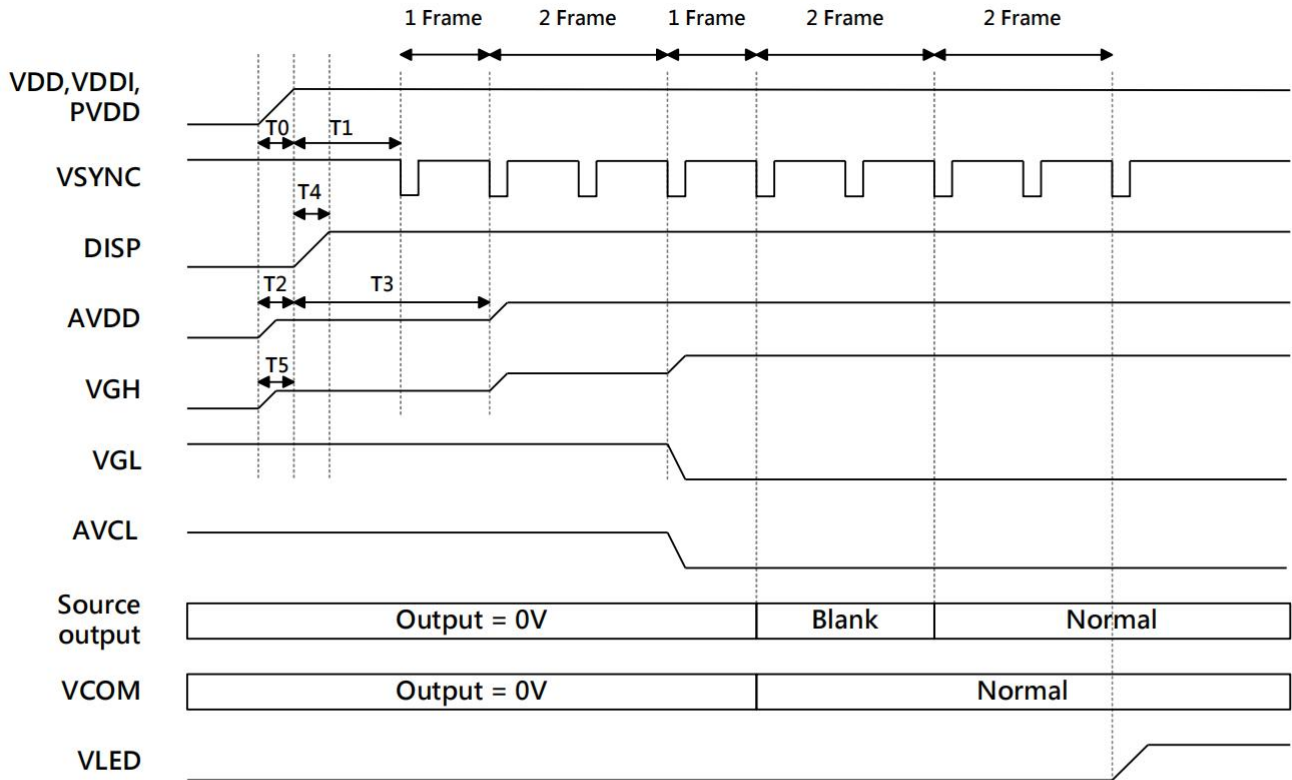 1 Frame 2 Frame 1 Frame 2 Frame 2 Frame
VDD,VDDI,
PVDD
T0 T1
VSYNC
T4
DISP
T2 T3
AVDD
T5
VGH
VGL
AVCL
Source
output
Output = 0V Blank Normal
VCOM Output = 0V Normal
VLED